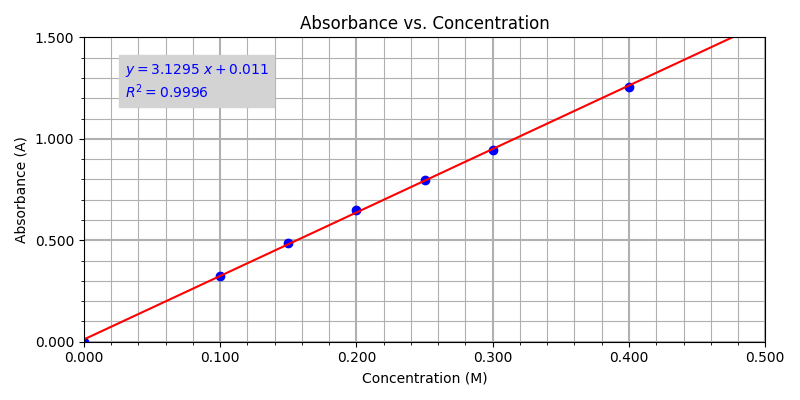 Absorbance vs. Concentration
1.500
y = 3.1295 x + 0.011
R² = 0.9996
1.000
Absorbance (A)
0.500
0.000
0.000 0.100 0.200 0.300 0.400 0.500
Concentration (M)